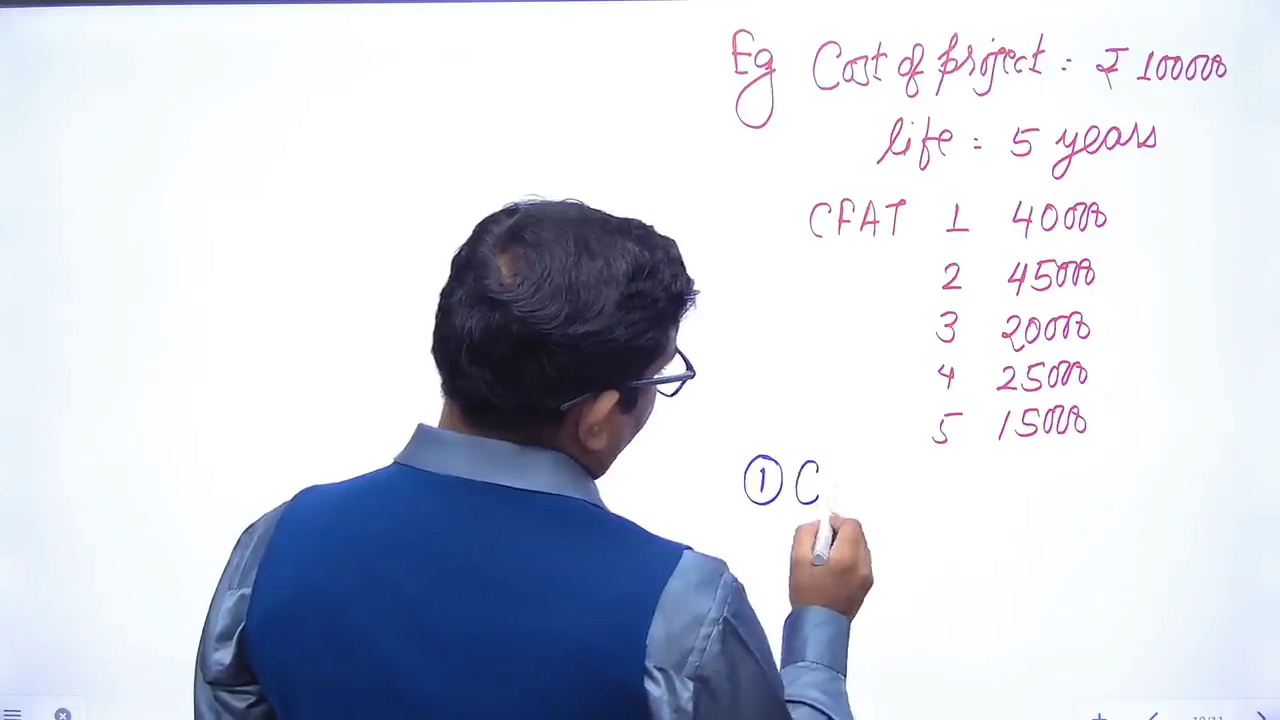 Eg Cost of project = ₹ 100000
life = 5 years
CFAT 1 40000
2 45000
3 20000
4 25000
5 15000
① C